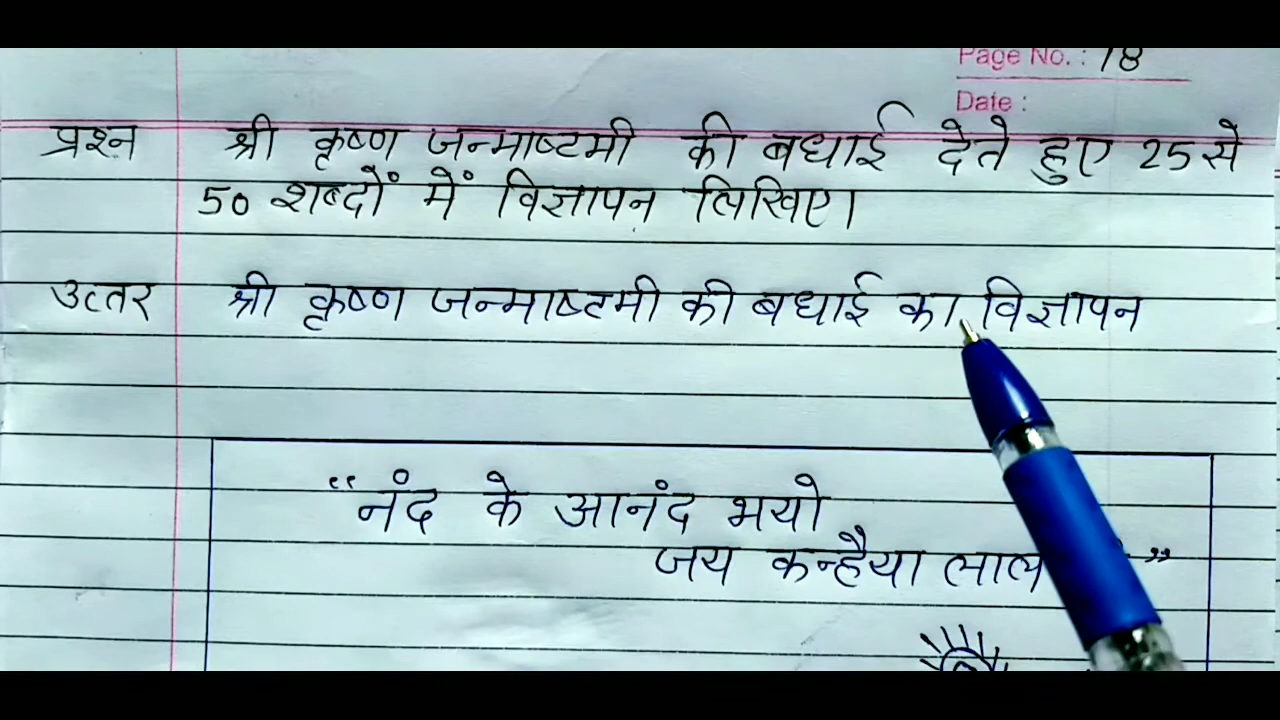 Page No. : 18
Date :
प्रश्न श्री कृष्ण जन्माष्टमी की बधाई देते हुए 25 से
50 शब्दों में विज्ञापन लिखिए।
उत्तर श्री कृष्ण जन्माष्टमी की बधाई का विज्ञापन
“नंद के आनंद भयो
जय कन्हैया लाल ”